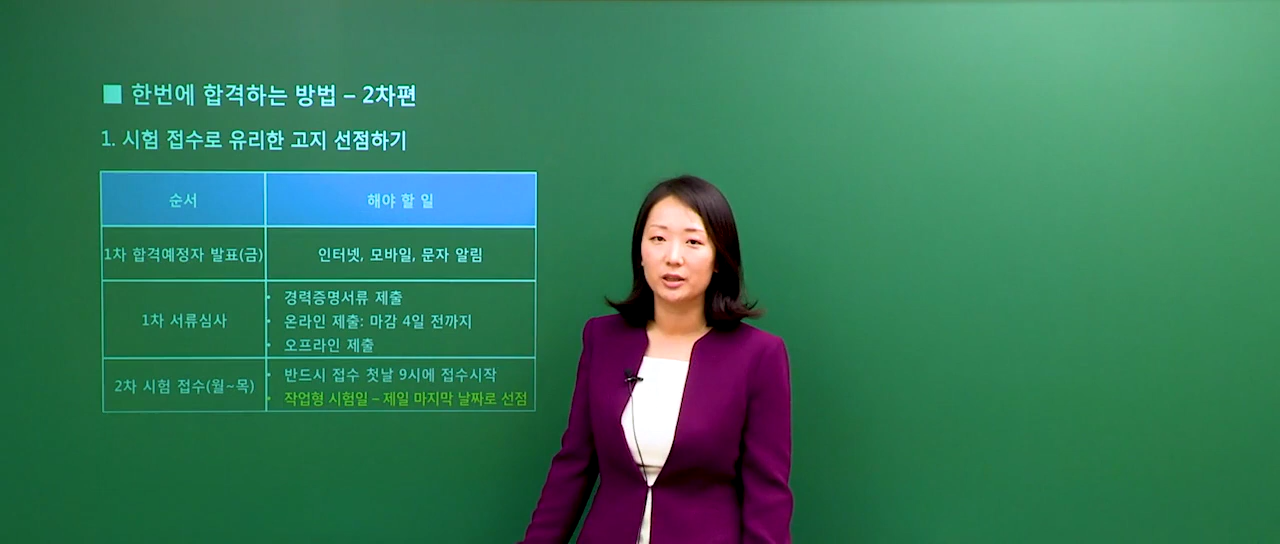 ■ 한번에 합격하는 방법 – 2차편
1. 시험 접수로 유리한 고지 선점하기
순서 해야 할 일
1차 합격예정자 발표(금) 인터넷, 모바일, 문자 알림
1차 서류심사
• 경력증명서류 제출
• 온라인 제출: 마감 4일 전까지
• 오프라인 제출
2차 시험 접수(월~목)
• 반드시 접수 첫날 9시에 접수시작
• 작업형 시험일 – 제일 마지막 날짜로 선점